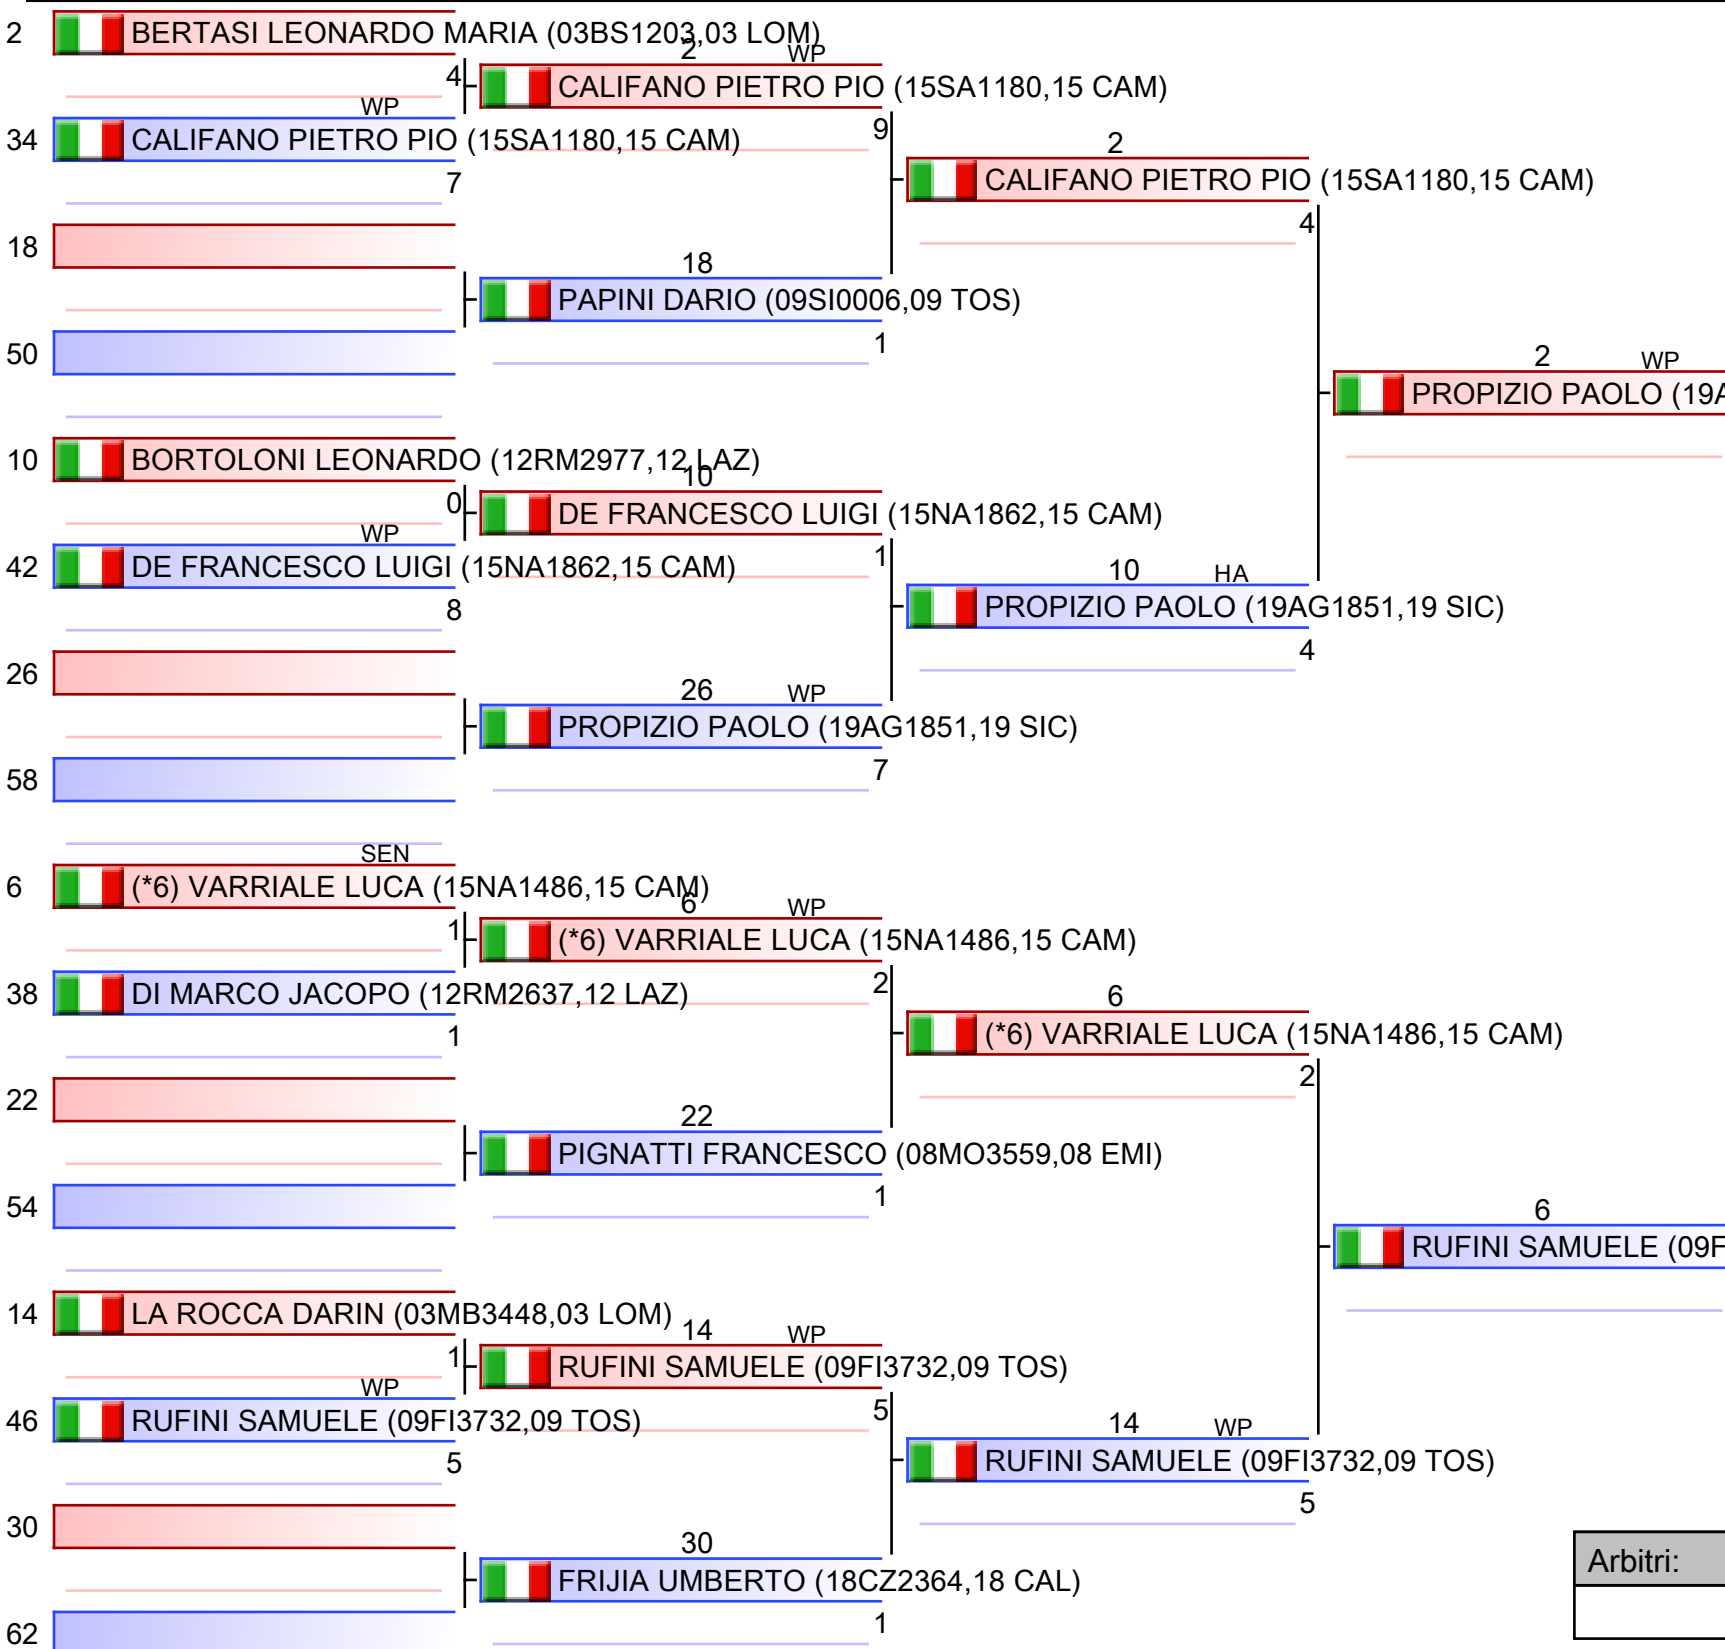 2 BERTASI LEONARDO MARIA (03BS1203,03 LOM)
2 WP
4 CALIFANO PIETRO PIO (15SA1180,15 CAM)
WP
34 CALIFANO PIETRO PIO (15SA1180,15 CAM)
9
2
7
CALIFANO PIETRO PIO (15SA1180,15 CAM)
4
18
18
PAPINI DARIO (09SI0006,09 TOS)
1
50
2 WP
PROPIZIO PAOLO (19A
10 BORTOLONI LEONARDO (12RM2977,12 LAZ)
10
0 DE FRANCESCO LUIGI (15NA1862,15 CAM)
WP
42 DE FRANCESCO LUIGI (15NA1862,15 CAM)
1
10 HA
8
PROPIZIO PAOLO (19AG1851,19 SIC)
4
26
26 WP
PROPIZIO PAOLO (19AG1851,19 SIC)
7
58
SEN
6 (*6) VARRIALE LUCA (15NA1486,15 CAM)
6 WP
1 (*6) VARRIALE LUCA (15NA1486,15 CAM)
38 DI MARCO JACOPO (12RM2637,12 LAZ)
2
6
1
(*6) VARRIALE LUCA (15NA1486,15 CAM)
2
22
22
PIGNATTI FRANCESCO (08MO3559,08 EMI)
1
54
6
RUFINI SAMUELE (09F
14 LA ROCCA DARIN (03MB3448,03 LOM)
14 WP
1 RUFINI SAMUELE (09FI3732,09 TOS)
WP
46 RUFINI SAMUELE (09FI3732,09 TOS)
5
14 WP
5
RUFINI SAMUELE (09FI3732,09 TOS)
5
30
30
FRIJIA UMBERTO (18CZ2364,18 CAL)
1
62
Arbitri: